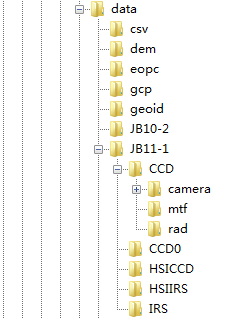 data
csv
dem
eopc
gcp
geoid
JB10-2
JB11-1
CCD
camera
mtf
rad
CCD0
HSICCD
HSIIRS
IRS